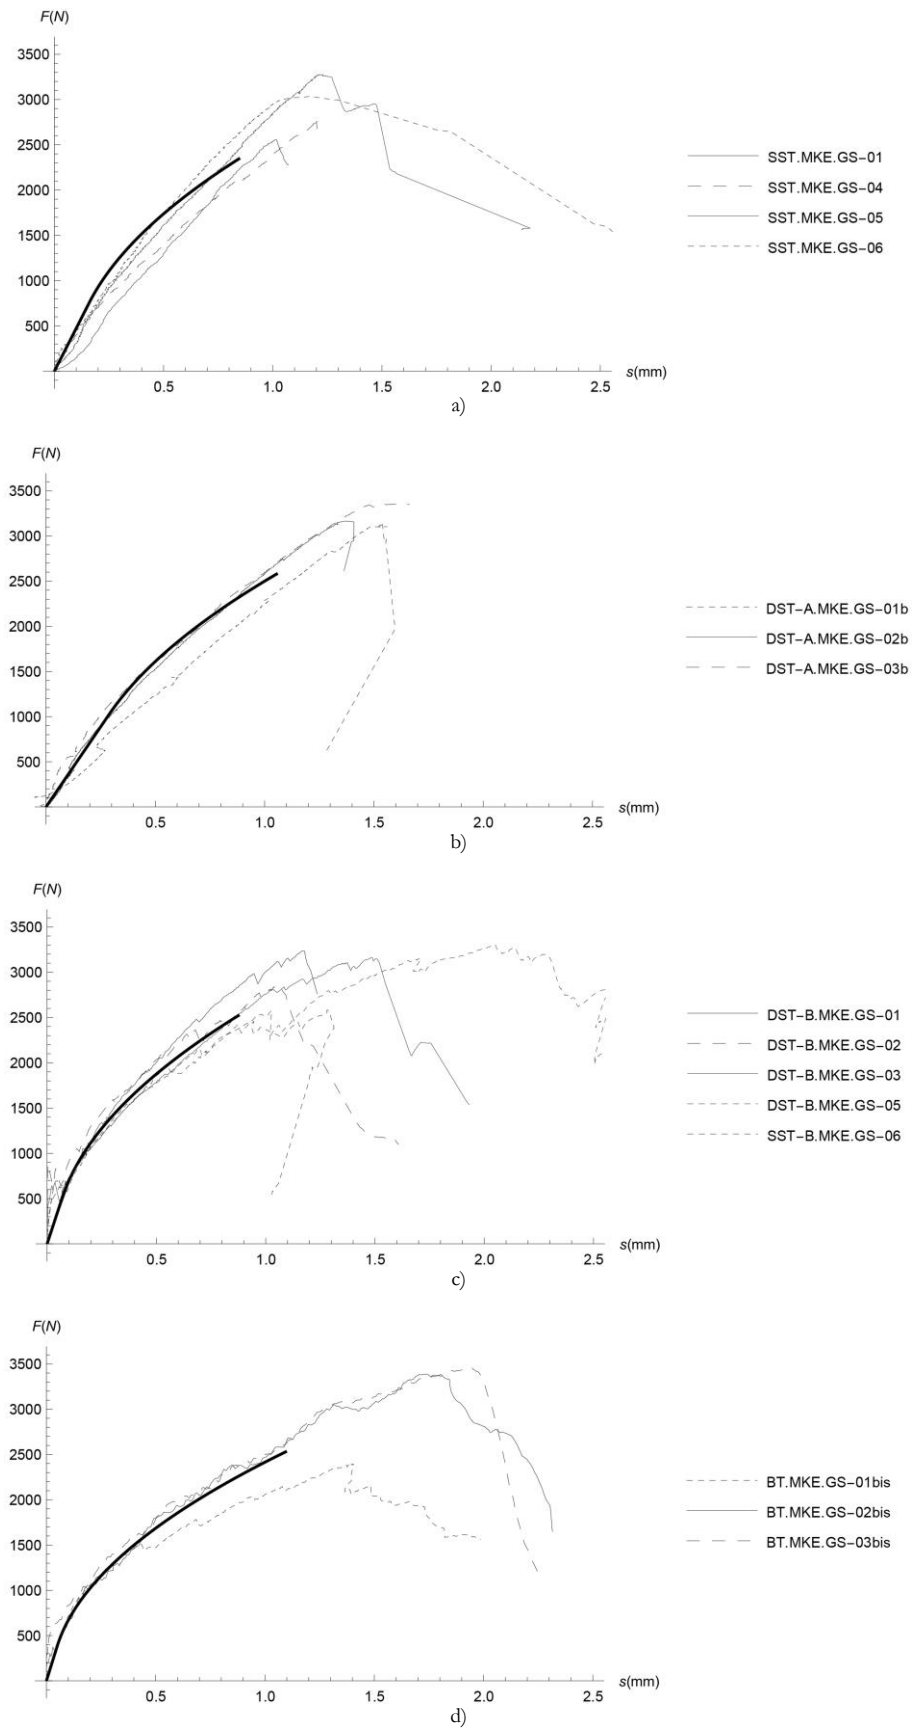 F(N)
3500
3000
2500
2000
1500
1000
500
0.5 1.0 1.5 2.0 2.5 s(mm)
SST.MKE.GS–01
SST.MKE.GS–04
SST.MKE.GS–05
SST.MKE.GS–06
a)
F(N)
3500
3000
2500
2000
1500
1000
500
0.5 1.0 1.5 2.0 2.5 s(mm)
DST–A.MKE.GS–01b
DST–A.MKE.GS–02b
DST–A.MKE.GS–03b
b)
F(N)
3500
3000
2500
2000
1500
1000
500
0.5 1.0 1.5 2.0 2.5 s(mm)
DST–B.MKE.GS–01
DST–B.MKE.GS–02
DST–B.MKE.GS–03
DST–B.MKE.GS–05
SST–B.MKE.GS–06
c)
F(N)
3500
3000
2500
2000
1500
1000
500
0.5 1.0 1.5 2.0 2.5 s(mm)
BT.MKE.GS–01bis
BT.MKE.GS–02bis
BT.MKE.GS–03bis
d)